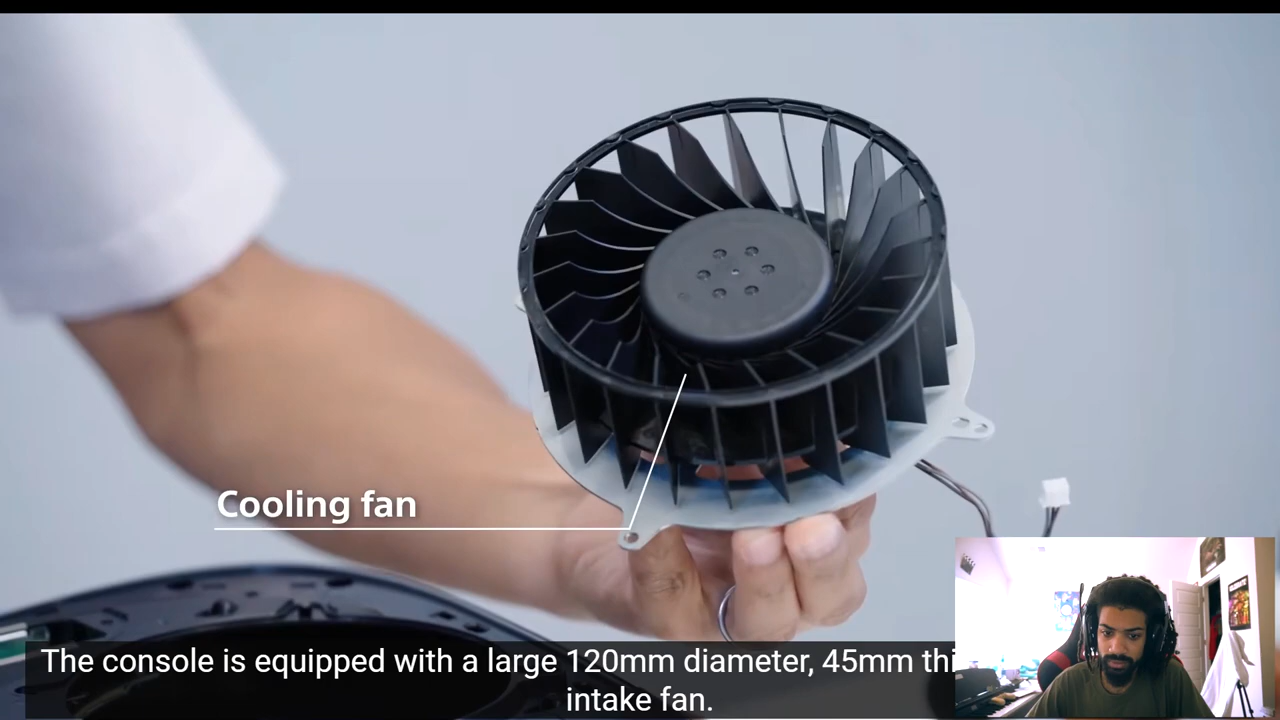 Cooling fan
The console is equipped with a large 120mm diameter, 45mm
intake fan.